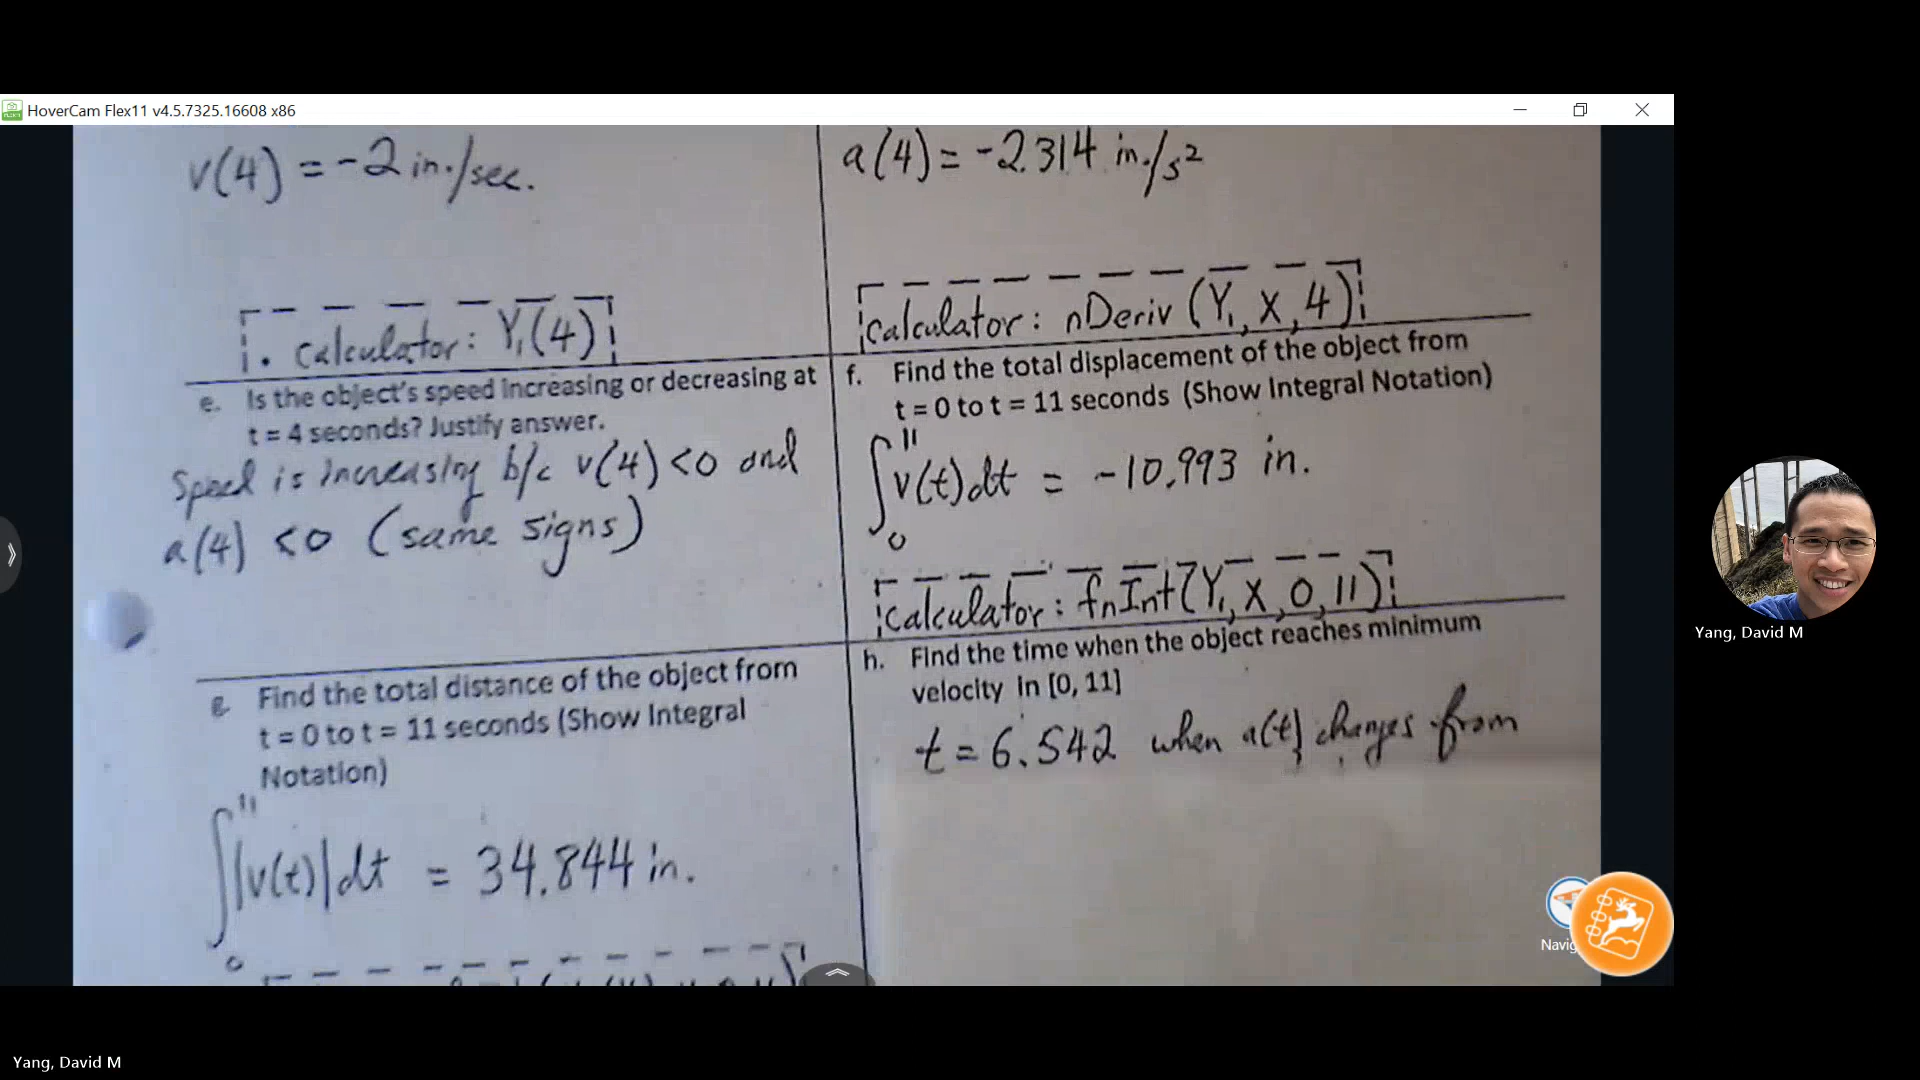 HoverCam Flex11 v4.5.7325.16608 x86
v(4) = -2 in./sec.
a(4) = -2.314 in./s²
. calculator: Y₁(4)
calculator: nDeriv(Y₁, X, 4)
e. Is the object's speed increasing or decreasing at
t = 4 seconds? Justify answer.
Speed is increasing b/c v(4) <0 and
a(4) <0 (same signs)
f. Find the total displacement of the object from
t = 0 to t = 11 seconds (Show Integral Notation)
∫₀¹¹ v(t)dt = -10.993 in.
calculator: fnInt(Y₁, X, 0, 11)
g. Find the total distance of the object from
t = 0 to t = 11 seconds (Show Integral
Notation)
∫₀¹¹ |v(t)|dt = 34.844 in.
h. Find the time when the object reaches minimum
velocity in [0, 11]
t = 6.542 when a(t) changes from
Yang, David M
Yang, David M